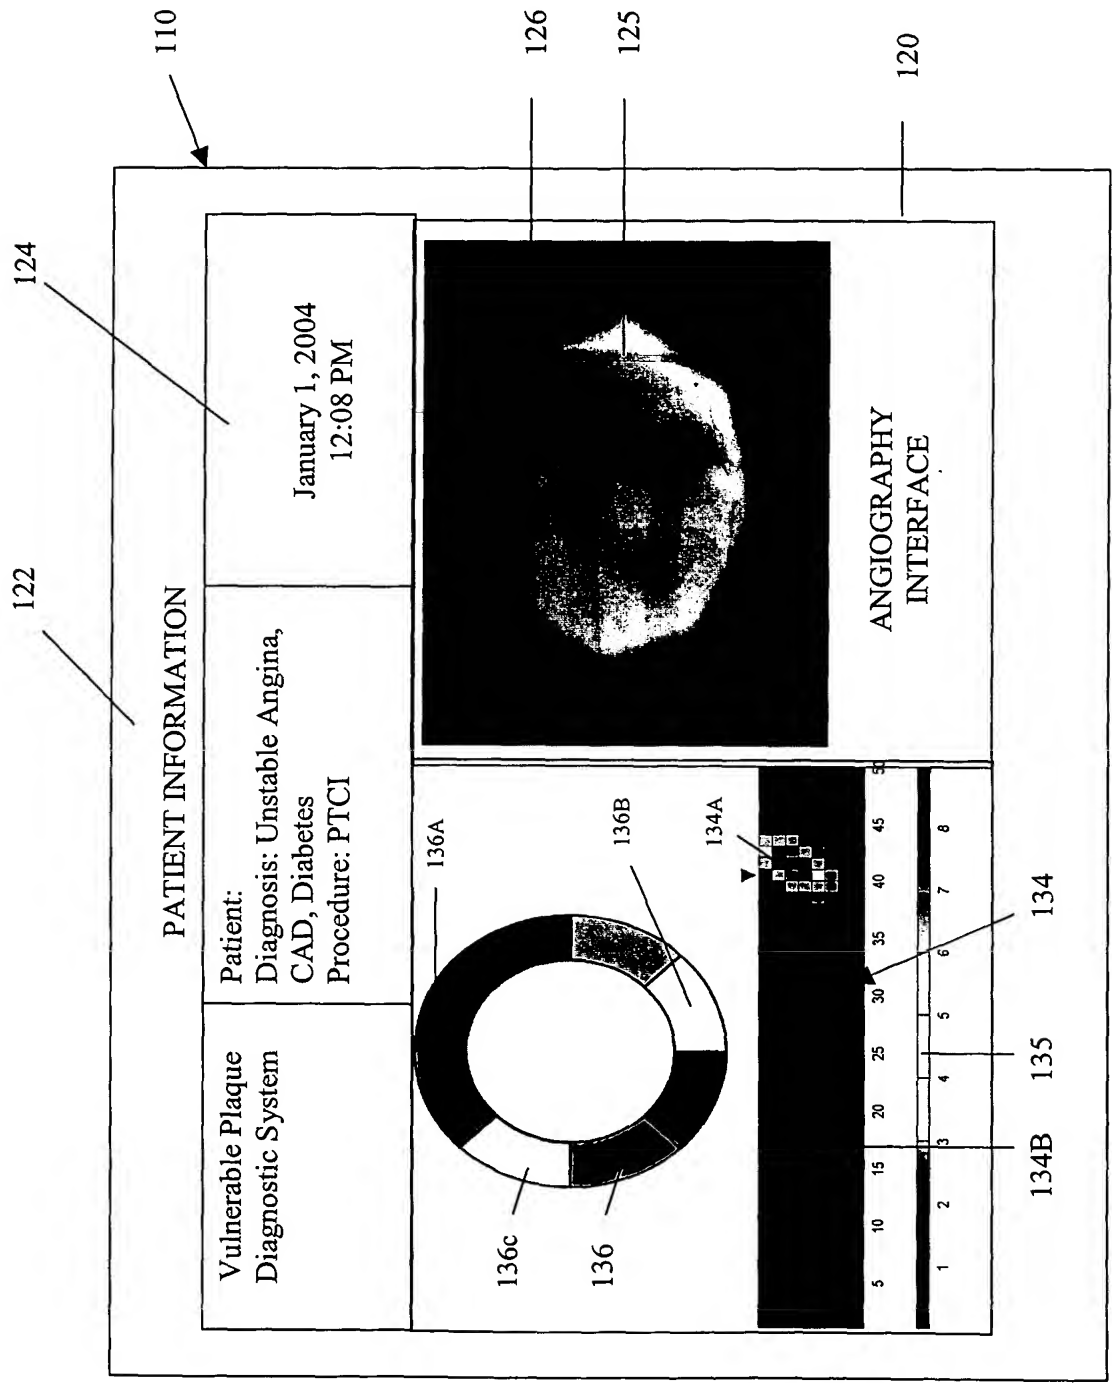 110
126
125
120
124
122
PATIENT INFORMATION
Vulnerable Plaque
Diagnostic System
Patient:
Diagnosis: Unstable Angina,
CAD, Diabetes
Procedure: PTCI
January 1, 2004
12:08 PM
136A
136B
134A
136c
136
5
10
15
20
25
30
35
40
45
50
1
2
3
4
5
6
7
8
134B
135
134
ANGIOGRAPHY
INTERFACE